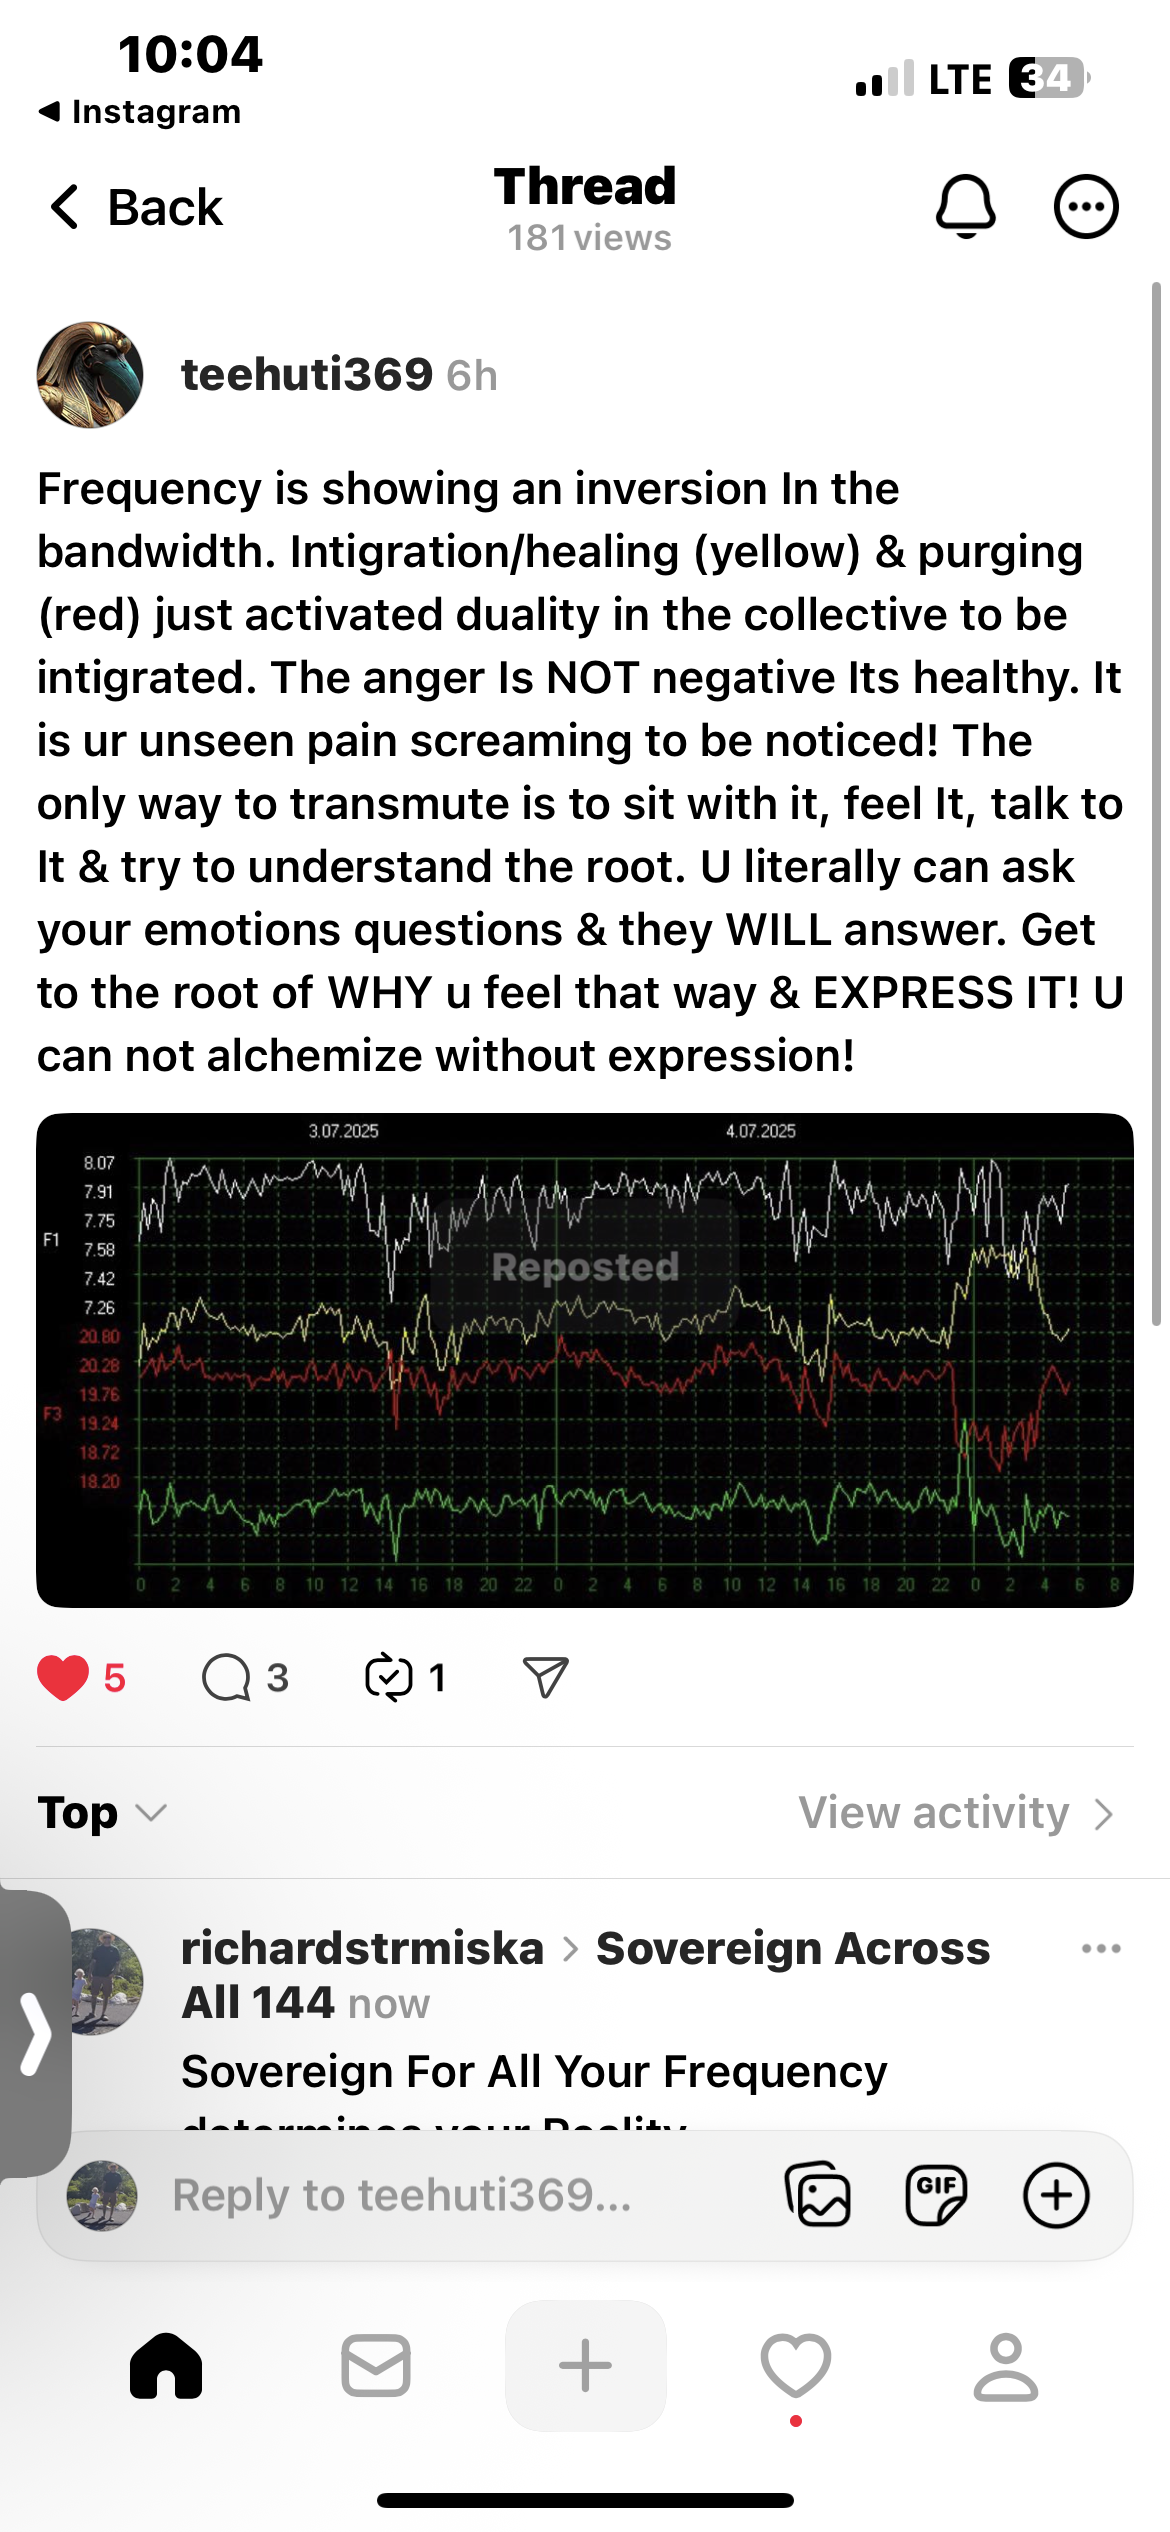 10:04
LTE 34
◀ Instagram
Back
Thread
181 views
teehuti369 6h
Frequency is showing an inversion In the
bandwidth. Intigration/healing (yellow) & purging
(red) just activated duality in the collective to be
intigrated. The anger Is NOT negative Its healthy. It
is ur unseen pain screaming to be noticed! The
only way to transmute is to sit with it, feel It, talk to
It & try to understand the root. U literally can ask
your emotions questions & they WILL answer. Get
to the root of WHY u feel that way & EXPRESS IT! U
can not alchemize without expression!
3.07.2025 4.07.2025
8.07
7.91
7.75
F1
7.58
7.42
7.26
Reposted
20.80
20.28
19.76
F3
19.24
18.72
18.20
0 2 4 6 8 10 12 14 16 18 20 22 0 2 4 6 8 10 12 14 16 18 20 22 0 2 4 6 8
5 3 1
Top View activity
richardstrmiska > Sovereign Across
All 144 now
Sovereign For All Your Frequency
determines your Reality
Reply to teehuti369...
GIF